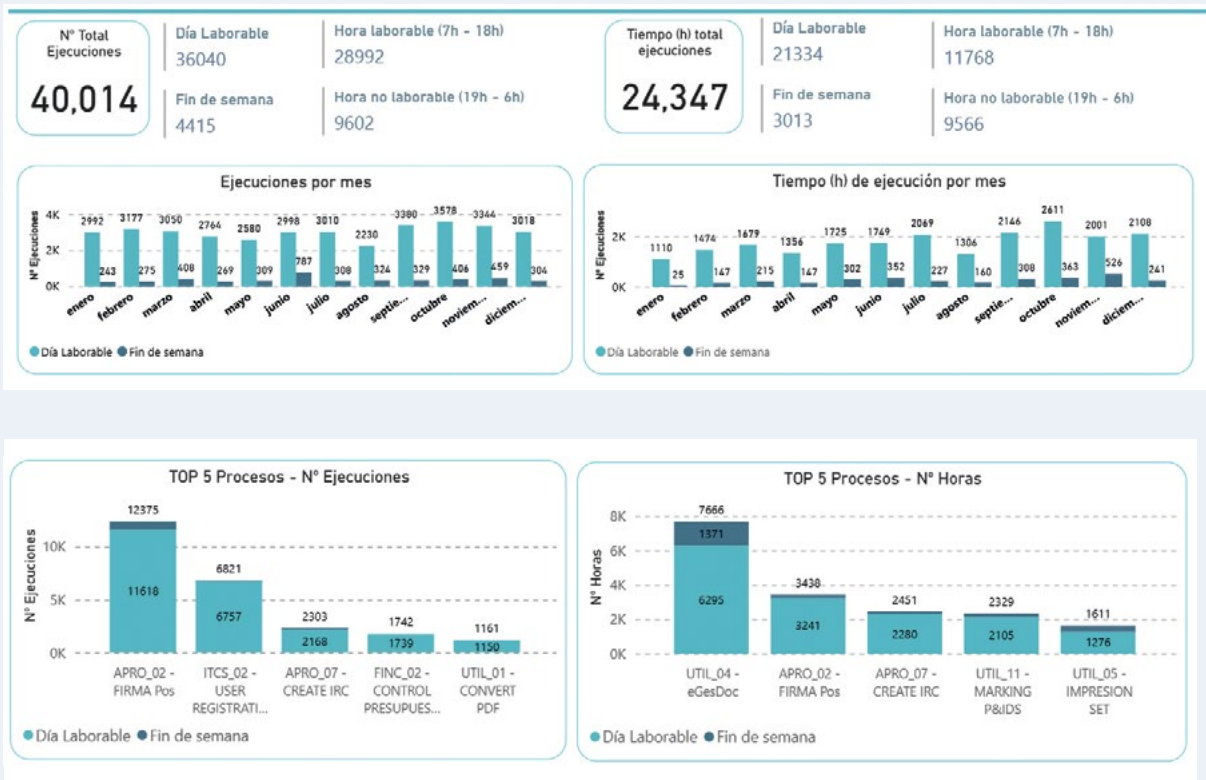 Nº Total
Ejecuciones
40,014
Día Laborable
36040
Fin de semana
4415
Hora laborable (7h - 18h)
28992
Hora no laborable (19h - 6h)
9602
Tiempo (h) total
ejecuciones
24,347
Día Laborable
21334
Fin de semana
3013
Hora laborable (7h - 18h)
11768
Hora no laborable (19h - 6h)
9566
Ejecuciones por mes
Nº Ejecuciones
4K
2K
0K
2992 3177 3050 2764 2580 2998 3010 2230 3380 3578 3344 3018
243 275 408 269 309 787 308 324 329 406 459 304
enero febrero marzo abril mayo junio julio agosto septie... octubre noviem... diciem...
Día Laborable Fin de semana
Tiempo (h) de ejecución por mes
Nº Ejecuciones
2K
0K
1110 1474 1679 1356 1725 1749 2069 1306 2146 2611 2001 2108
25 147 215 147 302 352 227 160 308 363 526 241
enero febrero marzo abril mayo junio julio agosto septie... octubre noviem... diciem...
Día Laborable Fin de semana
TOP 5 Procesos - Nº Ejecuciones
Nº Ejecuciones
10K
5K
0K
12375 6821 2303 1742 1161
11618 6757 2168 1739 1150
APRO_02 -
FIRMA Pos
ITCS_02 -
USER
REGISTRATI...
APRO_07 -
CREATE IRC
FINC_02 -
CONTROL
PRESUPUES...
UTIL_01 -
CONVERT
PDF
Día Laborable Fin de semana
TOP 5 Procesos - Nº Horas
Nº Horas
8K
6K
4K
2K
0K
7666 3438 2451 2329 1611
1371
6295 3241 2280 2105 1276
UTIL_04 -
eGesDoc
APRO_02 -
FIRMA Pos
APRO_07 -
CREATE IRC
UTIL_11 -
MARKING
P&IDS
UTIL_05 -
IMPRESION
SET
Día Laborable Fin de semana